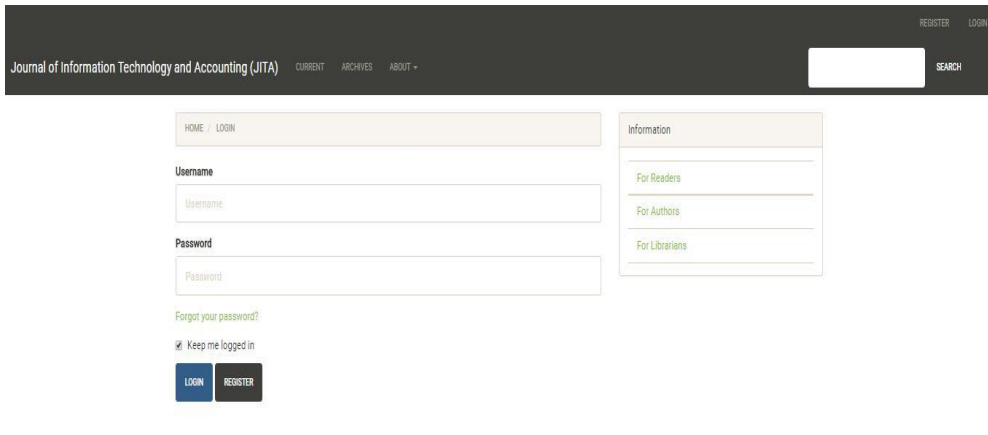 REGISTER LOGIN
Journal of Information Technology and Accounting (JITA) CURRENT ARCHIVES ABOUT
SEARCH
HOME / LOGIN
Username
Username
Password
Password
Forgot your password?
Keep me logged in
LOGIN REGISTER
Information
For Readers
For Authors
For Librarians